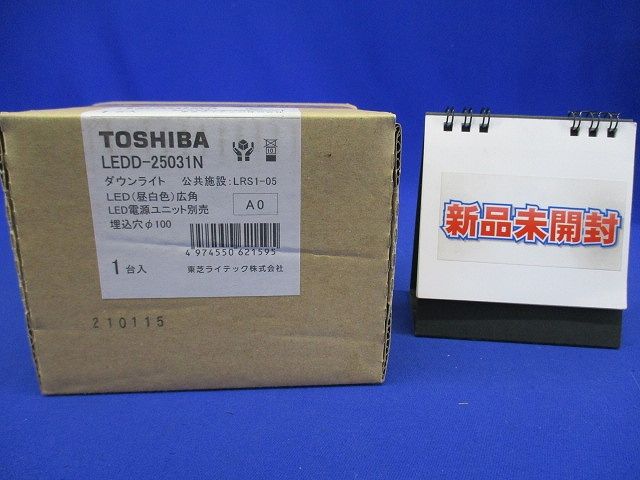 TOSHIBA
LEDD-25031N
ダウンライト 公共施設:LRS1-05
LED(昼白色)広角
LED電源ユニット別売
A0
埋込穴φ100
4 974550 621595
1台入 東芝ライテック株式会社
210115
新品未開封